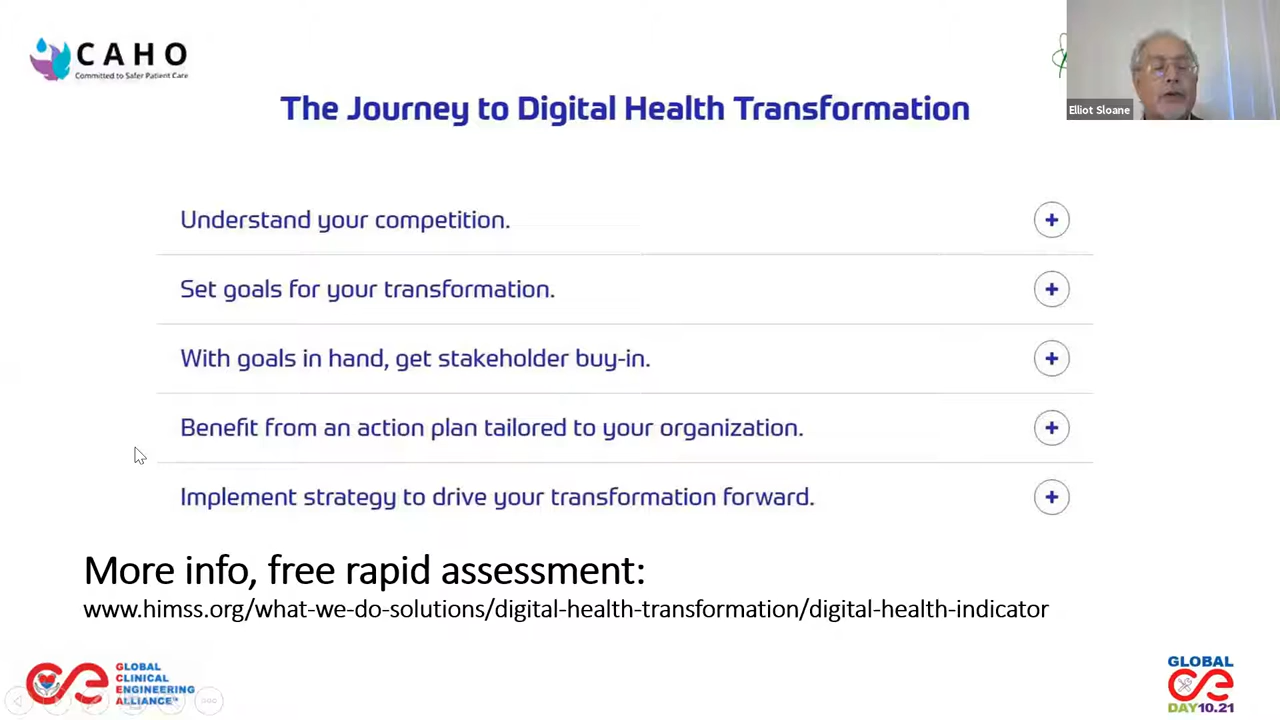 CAHO
Committed to Safer Patient Care
Elliot Sloane
The Journey to Digital Health Transformation
Understand your competition.
Set goals for your transformation.
With goals in hand, get stakeholder buy-in.
Benefit from an action plan tailored to your organization.
Implement strategy to drive your transformation forward.
More info, free rapid assessment:
www.himss.org/what-we-do-solutions/digital-health-transformation/digital-health-indicator
GLOBAL
CLINICAL
ENGINEERING
ALLIANCE
GLOBAL
CE
DAY10.21